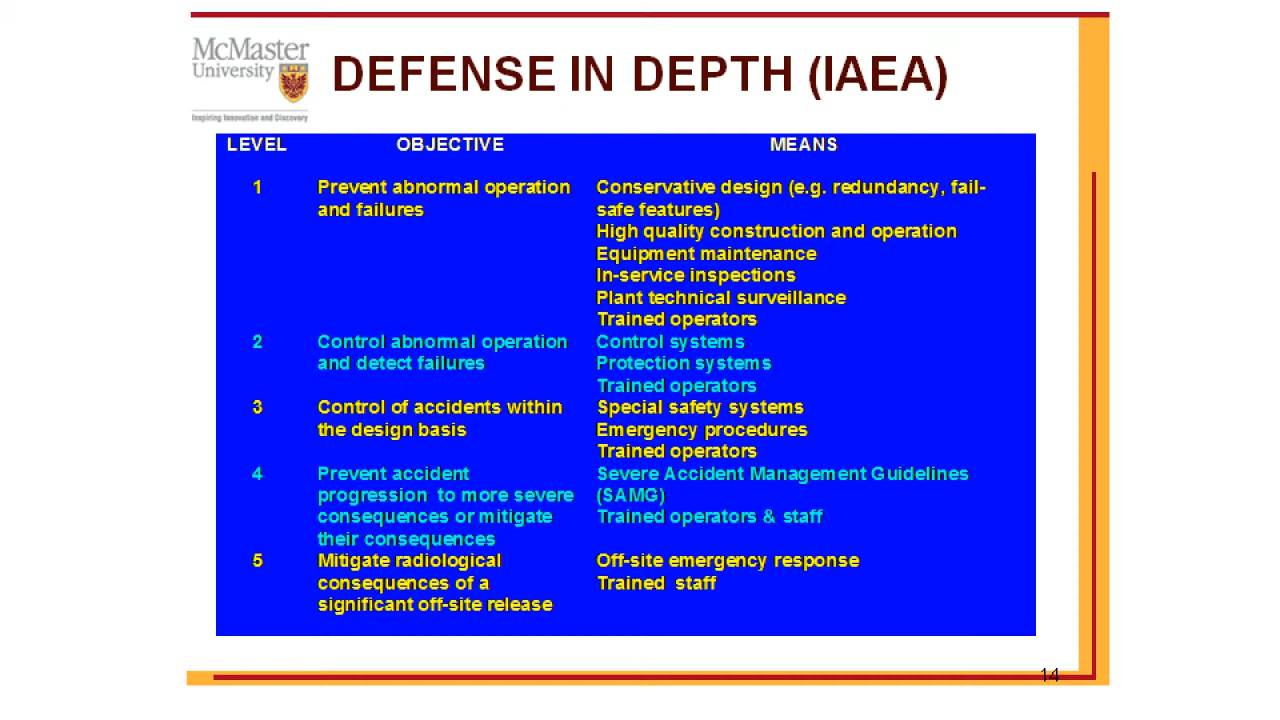 McMaster
University
Inspiring Innovation and Discovery
DEFENSE IN DEPTH (IAEA)
LEVEL OBJECTIVE MEANS
1 Prevent abnormal operation Conservative design (e.g. redundancy, fail-
and failures safe features)
High quality construction and operation
Equipment maintenance
In-service inspections
Plant technical surveillance
Trained operators
2 Control abnormal operation Control systems
and detect failures Protection systems
Trained operators
3 Control of accidents within Special safety systems
the design basis Emergency procedures
Trained operators
4 Prevent accident Severe Accident Management Guidelines
progression to more severe (SAMG)
consequences or mitigate Trained operators & staff
their consequences
5 Mitigate radiological Off-site emergency response
consequences of a Trained staff
significant off-site release
14